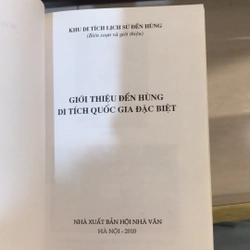 KHU DI TÍCH LỊCH SỬ ĐỀN HÙNG
(Biên soạn và giới thiệu)
GIỚI THIỆU ĐỀN HÙNG
DI TÍCH QUỐC GIA ĐẶC BIỆT
NHÀ XUẤT BẢN HỘI NHÀ VĂN
HÀ NỘI - 2010